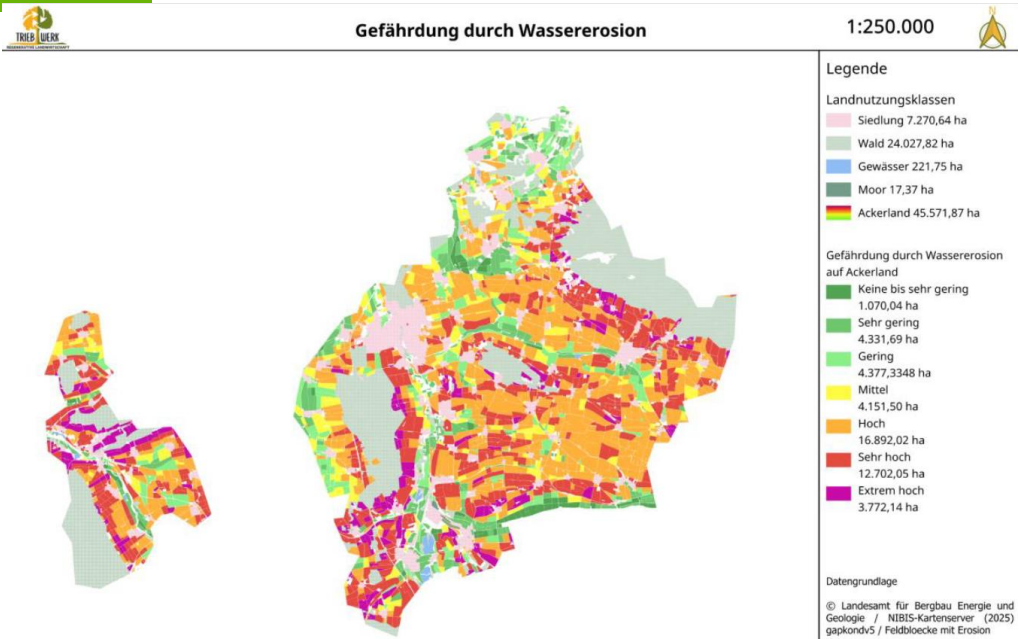 TRIEBWERK
REGENERATIVE LANDWIRTSCHAFT
Gefährdung durch Wassererosion
1:250.000
N
Legende
Landnutzungsklassen
Siedlung 7.270,64 ha
Wald 24.027,82 ha
Gewässer 221,75 ha
Moor 17,37 ha
Ackerland 45.571,87 ha
Gefährdung durch Wassererosion
auf Ackerland
Keine bis sehr gering
1.070,04 ha
Sehr gering
4.331,69 ha
Gering
4.377,3348 ha
Mittel
4.151,50 ha
Hoch
16.892,02 ha
Sehr hoch
12.702,05 ha
Extrem hoch
3.772,14 ha
Datengrundlage
© Landesamt für Bergbau Energie und
Geologie / NIBIS-Kartenserver (2025)
gapkondv5 / Feldbloecke mit Erosion